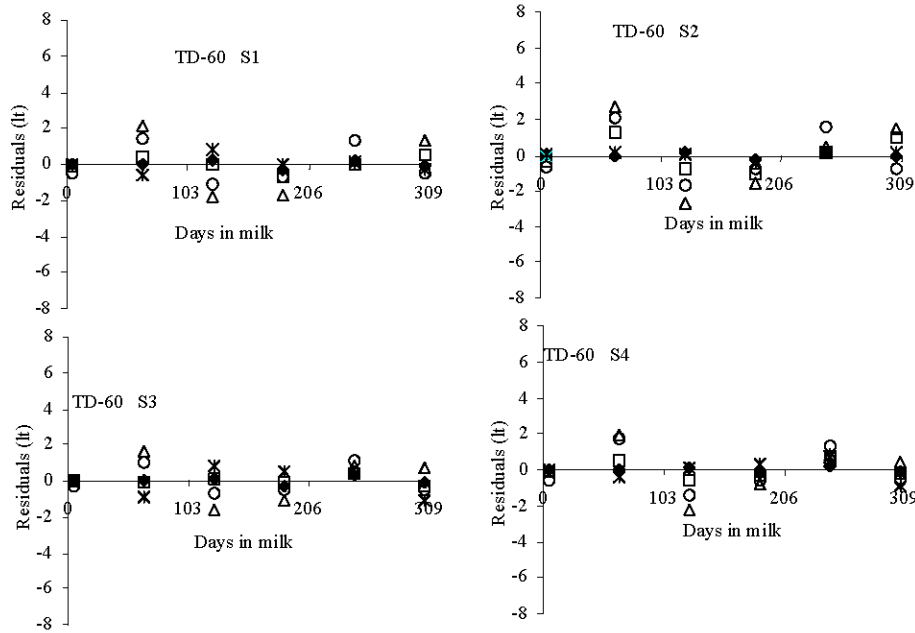 TD-60 S1
Residuals (lt)
8
6
4
2
0
-2
-4
-6
-8
0 103 206 309
Days in milk
TD-60 S2
Residuals (lt)
8
6
4
2
0
-2
-4
-6
-8
0 103 206 309
Days in milk
TD-60 S3
Residuals (lt)
8
6
4
2
0
-2
-4
-6
-8
0 103 206 309
Days in milk
TD-60 S4
Residuals (lt)
8
6
4
2
0
-2
-4
-6
-8
0 103 206 309
Days in milk